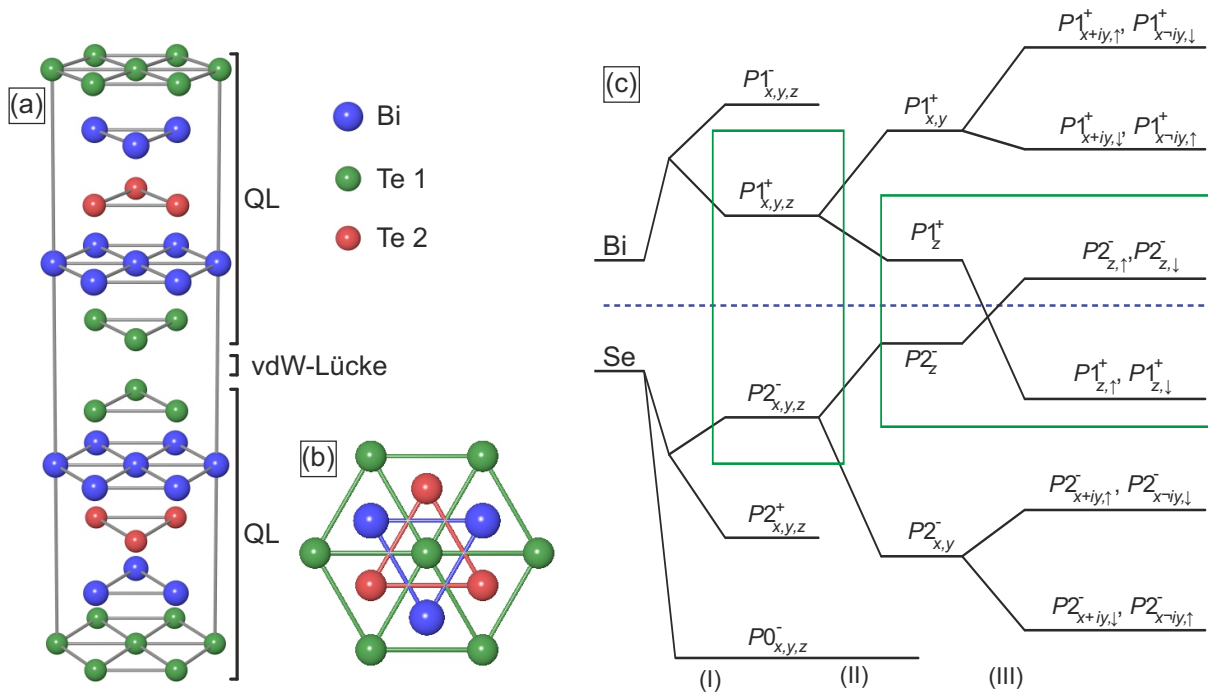 (a)
Bi
Te 1
Te 2
QL
vdW-Lücke
QL
(b)
(c)
Bi
Se
P1⁻x,y,z
P1⁺x,y,z
P2⁻x,y,z
P2⁺x,y,z
P0⁻x,y,z
P1⁺x,y
P1⁺z
P2⁻z
P2⁻x,y
P1⁺x+iy,↑, P1⁺x¬iy,↓
P1⁺x+iy,↓, P1⁺x¬iy,↑
P2⁻z,↑,P2⁻z,↓
P1⁺z,↑, P1⁺z,↓
P2⁻x+iy,↑, P2⁻x¬iy,↓
P2⁻x+iy,↓, P2⁻x¬iy,↑
(I)
(II)
(III)